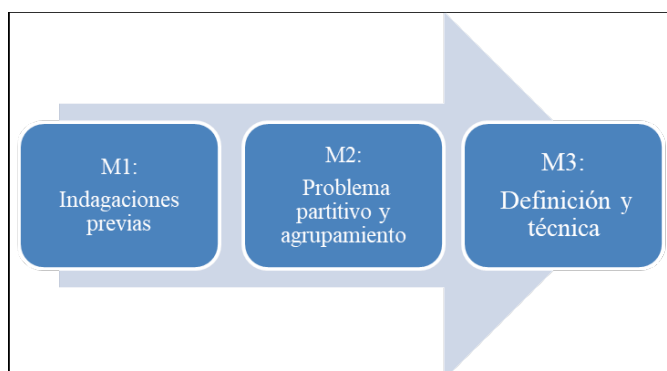 M1:
Indagaciones
previas
M2:
Problema
partitivo y
agrupamiento
M3:
Definición y
técnica